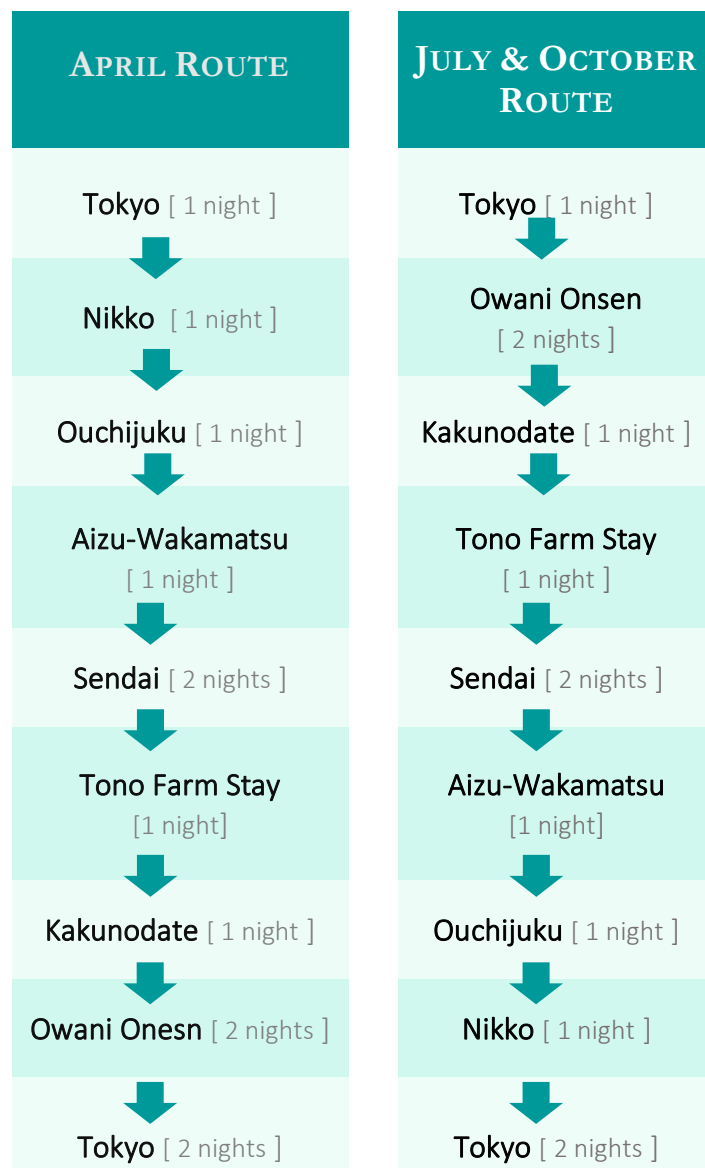 APRIL ROUTE
Tokyo [ 1 night ]
Nikko [ 1 night ]
Ouchijuku [ 1 night ]
Aizu-Wakamatsu
[ 1 night ]
Sendai [ 2 nights ]
Tono Farm Stay
[1 night]
Kakunodate [ 1 night ]
Owani Onesn [ 2 nights ]
Tokyo [ 2 nights ]
JULY & OCTOBER
ROUTE
Tokyo [ 1 night ]
Owani Onsen
[ 2 nights ]
Kakunodate [ 1 night ]
Tono Farm Stay
[ 1 night ]
Sendai [ 2 nights ]
Aizu-Wakamatsu
[1 night]
Ouchijuku [ 1 night ]
Nikko [ 1 night ]
Tokyo [ 2 nights ]